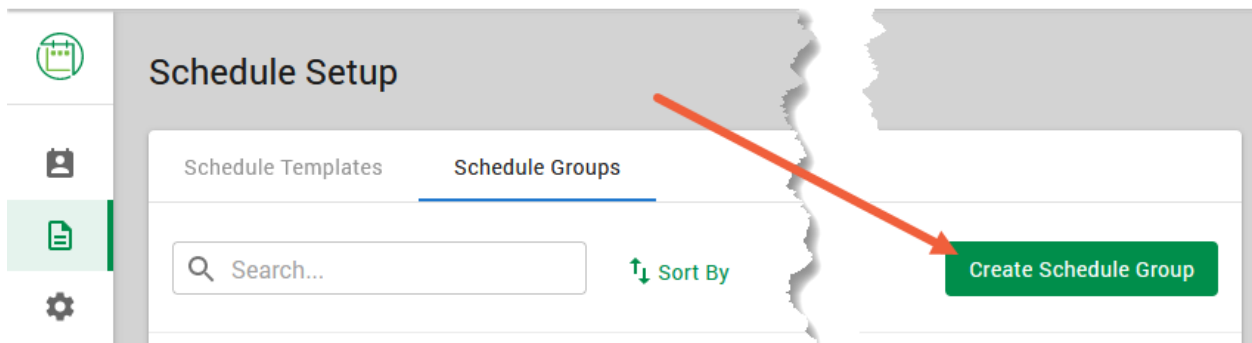 Schedule Setup
Schedule Templates
Schedule Groups
Search...
Sort By
Create Schedule Group